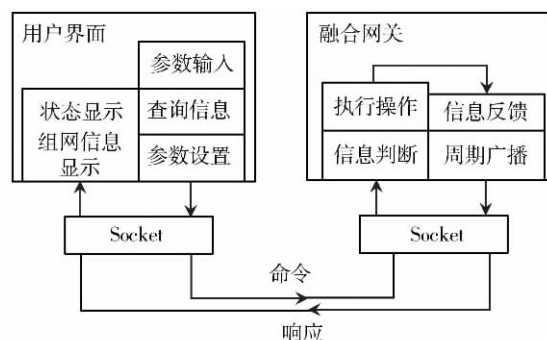 用户界面
参数输入
状态显示
查询信息
组网信息
显示
参数设置
融合网关
执行操作
信息反馈
信息判断
周期广播
Socket
Socket
命令
响应